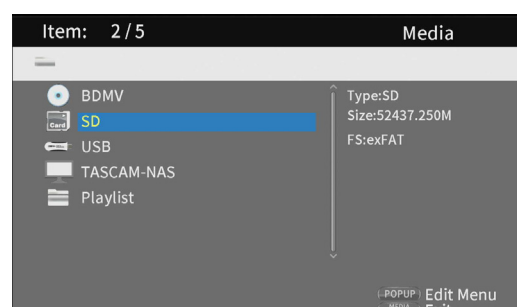 Item: 2/5
Media
BDMV
Card
SD
USB
TASCAM-NAS
Playlist
Type:SD
Size:52437.250M
FS:exFAT
POPUP Edit Menu